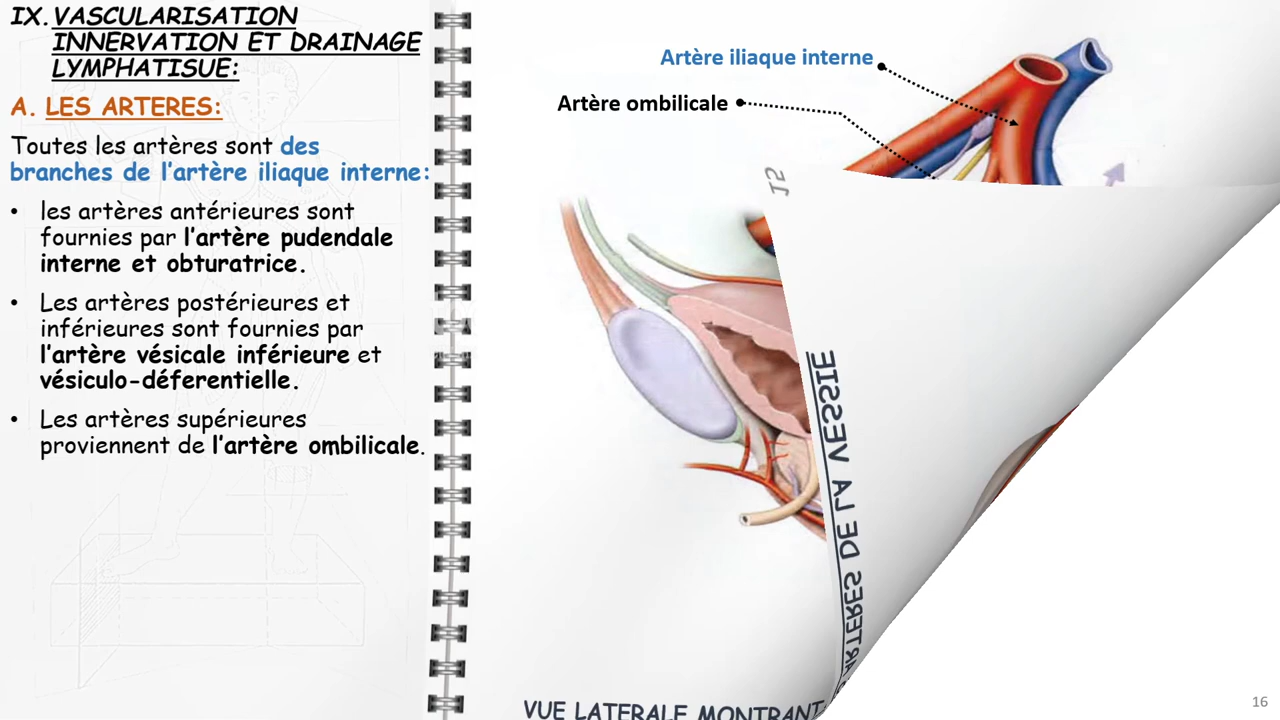 IX. VASCULARISATION
INNERVATION ET DRAINAGE
LYMPHATISUE:
A. LES ARTERES:
Toutes les artères sont des
branches de l’artère iliaque interne:
• les artères antérieures sont
fournies par l’artère pudendale
interne et obturatrice.
• Les artères postérieures et
inférieures sont fournies par
l’artère vésicale inférieure et
vésiculo-déferentielle.
• Les artères supérieures
proviennent de l’artère ombilicale.
Artère iliaque interne
Artère ombilicale
15
ARTERES DE LA VESSIE
VUE LATERALE MONTRANT
16